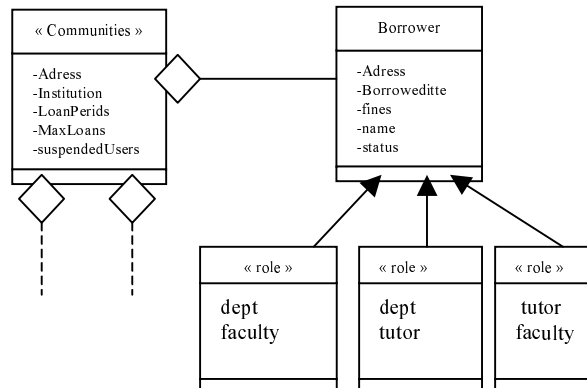 « Communities »
-Adress
-Institution
-LoanPerids
-MaxLoans
-suspendedUsers
Borrower
-Adress
-Borroweditte
-fines
-name
-status
« role »
dept
faculty
« role »
dept
tutor
« role »
tutor
faculty